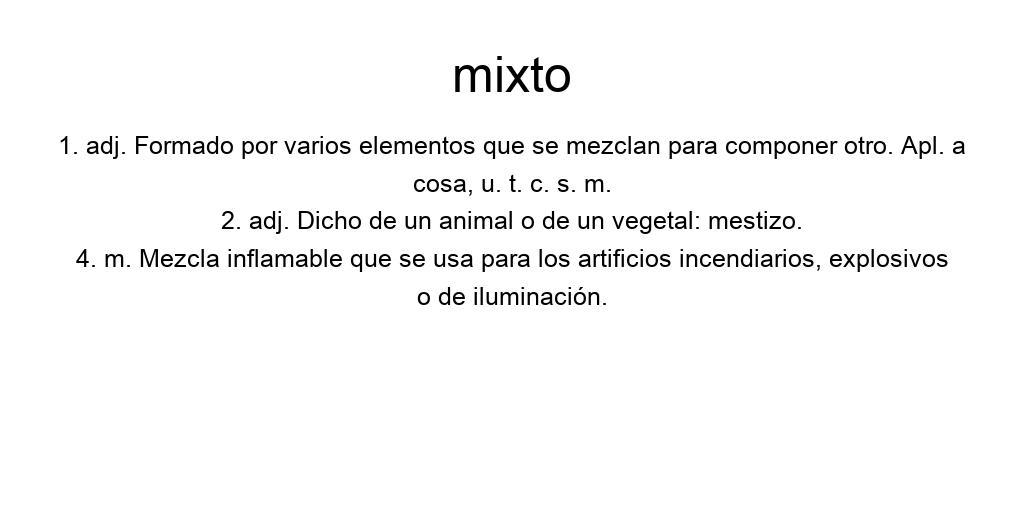 mixto
1. adj. Formado por varios elementos que se mezclan para componer otro. Apl. a
cosa, u. t. c. s. m.
2. adj. Dicho de un animal o de un vegetal: mestizo.
4. m. Mezcla inflamable que se usa para los artificios incendiarios, explosivos
o de iluminación.